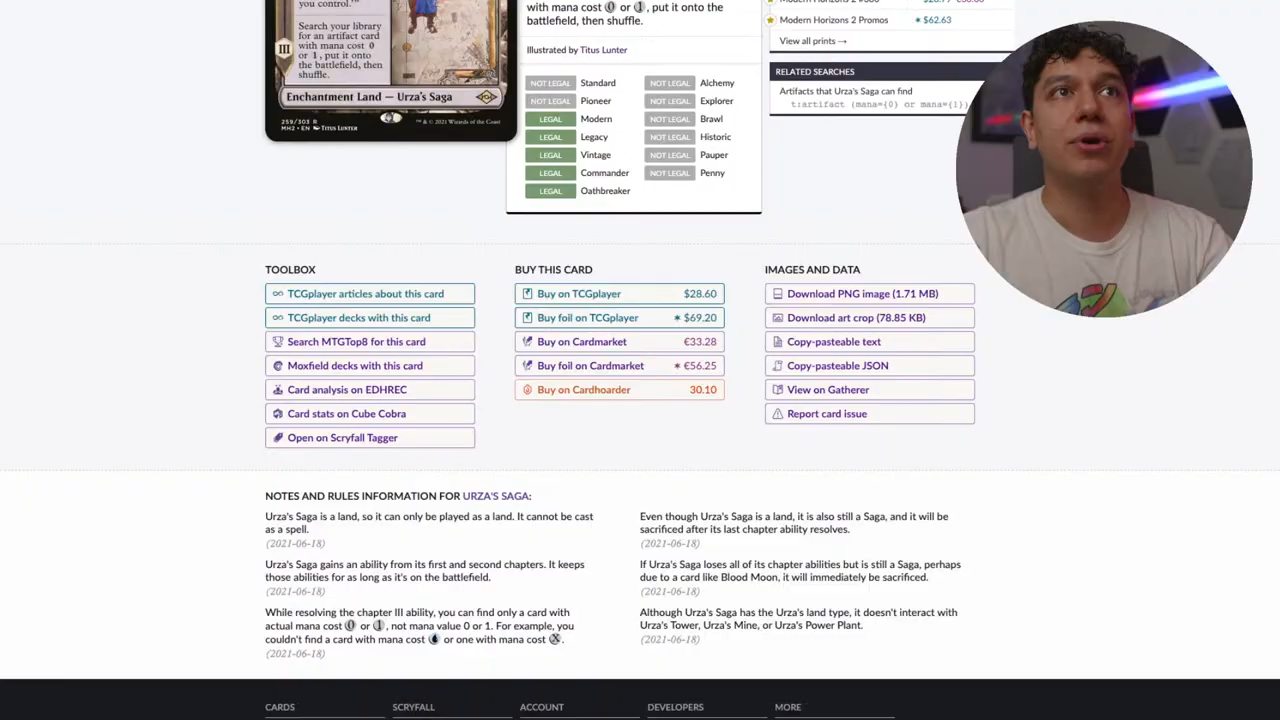 you control."
Search your library
for an artifact card
with mana cost 0
or 1, put it onto
the battlefield, then
shuffle.
III
Enchantment Land — Urza's Saga
259/303 R
MH2 • EN TITUS LUNTER
™ & © 2021 Wizards of the Coast
with mana cost 0 or 1, put it onto the
battlefield, then shuffle.
Illustrated by Titus Lunter
NOT LEGAL Standard
NOT LEGAL Alchemy
NOT LEGAL Pioneer
NOT LEGAL Explorer
LEGAL Modern
NOT LEGAL Brawl
LEGAL Legacy
NOT LEGAL Historic
LEGAL Vintage
NOT LEGAL Pauper
LEGAL Commander
NOT LEGAL Penny
LEGAL Oathbreaker
Modern Horizons 2 Promos ✶ $62.63
View all prints →
RELATED SEARCHES
Artifacts that Urza's Saga can find
t:artifact (mana={0} or mana={1})
TOOLBOX
TCGplayer articles about this card
TCGplayer decks with this card
Search MTGTop8 for this card
Moxfield decks with this card
Card analysis on EDHREC
Card stats on Cube Cobra
Open on Scryfall Tagger
BUY THIS CARD
Buy on TCGplayer $28.60
Buy foil on TCGplayer ✶ $69.20
Buy on Cardmarket €33.28
Buy foil on Cardmarket ✶ €56.25
Buy on Cardhoarder 30.10
IMAGES AND DATA
Download PNG image (1.71 MB)
Download art crop (78.85 KB)
Copy-pasteable text
Copy-pasteable JSON
View on Gatherer
Report card issue
NOTES AND RULES INFORMATION FOR URZA'S SAGA:
Urza's Saga is a land, so it can only be played as a land. It cannot be cast
as a spell.
(2021-06-18)
Urza's Saga gains an ability from its first and second chapters. It keeps
those abilities for as long as it's on the battlefield.
(2021-06-18)
While resolving the chapter III ability, you can find only a card with
actual mana cost 0 or 1, not mana value 0 or 1. For example, you
couldn't find a card with mana cost or one with mana cost X.
(2021-06-18)
Even though Urza's Saga is a land, it is also still a Saga, and it will be
sacrificed after its last chapter ability resolves.
(2021-06-18)
If Urza's Saga loses all of its chapter abilities but is still a Saga, perhaps
due to a card like Blood Moon, it will immediately be sacrificed.
(2021-06-18)
Although Urza's Saga has the Urza's land type, it doesn't interact with
Urza's Tower, Urza's Mine, or Urza's Power Plant.
(2021-06-18)
CARDS
SCRYFALL
ACCOUNT
DEVELOPERS
MORE